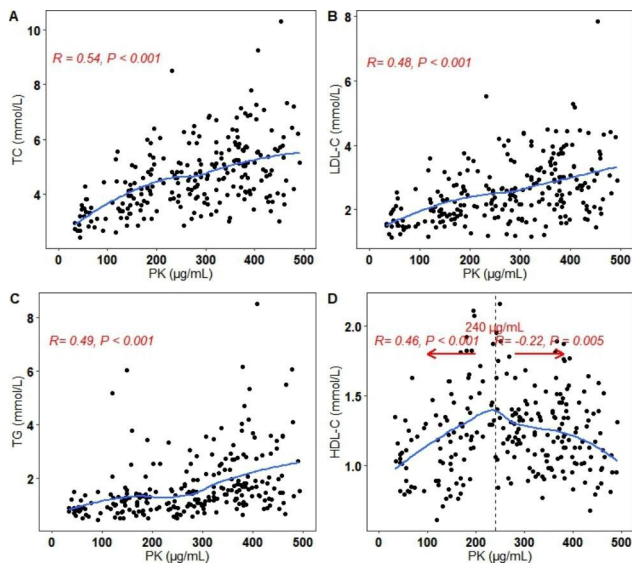 A
R = 0.54, P < 0.001
TC (mmol/L)
10
8
6
4
0 100 200 300 400 500
PK (µg/mL)
B
R= 0.48, P < 0.001
LDL-C (mmol/L)
8
6
4
2
0 100 200 300 400 500
PK (µg/mL)
C
R= 0.49, P < 0.001
TG (mmol/L)
8
6
4
2
0 100 200 300 400 500
PK (µg/mL)
D
240 µg/mL
R= 0.46, P < 0.001
R= -0.22, P = 0.005
HDL-C (mmol/L)
2.0
1.5
1.0
0 100 200 300 400 500
PK (µg/mL)